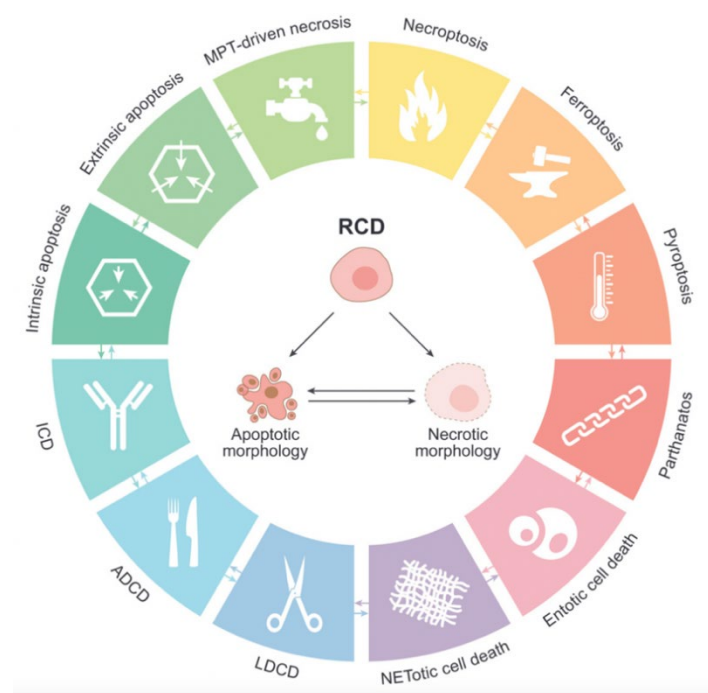 MPT-driven necrosis
Necroptosis
Extrinsic apoptosis
Ferroptosis
Intrinsic apoptosis
Pyroptosis
RCD
Apoptotic
morphology
Necrotic
morphology
ICD
Parthanatos
ADCD
Entotic cell death
LDCD
NETotic cell death